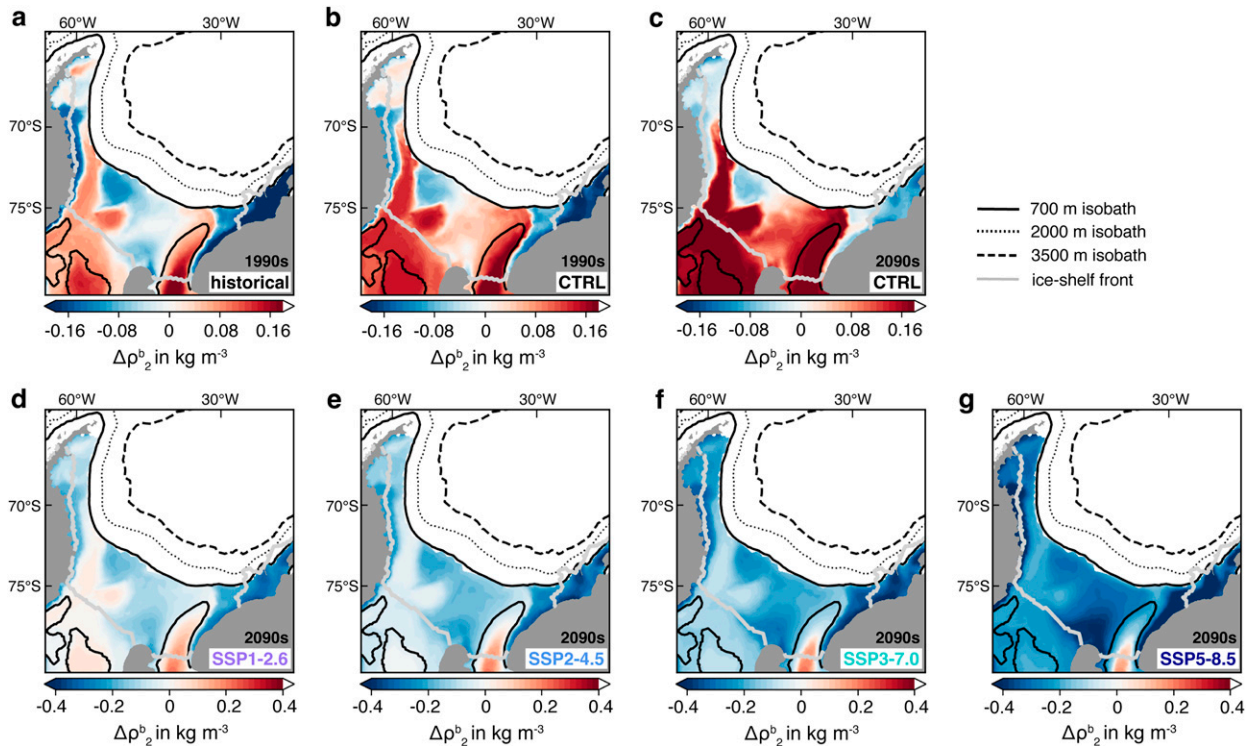 a
60°W
30°W
70°S
75°S
1990s
historical
-0.16 -0.08 0 0.08 0.16
Δρᵇ₂ in kg m⁻³
b
60°W
30°W
1990s
CTRL
-0.16 -0.08 0 0.08 0.16
Δρᵇ₂ in kg m⁻³
c
60°W
30°W
2090s
CTRL
-0.16 -0.08 0 0.08 0.16
Δρᵇ₂ in kg m⁻³
700 m isobath
2000 m isobath
3500 m isobath
ice-shelf front
d
60°W
30°W
70°S
75°S
2090s
SSP1-2.6
-0.4 -0.2 0 0.2 0.4
Δρᵇ₂ in kg m⁻³
e
60°W
30°W
2090s
SSP2-4.5
-0.4 -0.2 0 0.2 0.4
Δρᵇ₂ in kg m⁻³
f
60°W
30°W
70°S
75°S
2090s
SSP3-7.0
-0.4 -0.2 0 0.2 0.4
Δρᵇ₂ in kg m⁻³
g
60°W
30°W
2090s
SSP5-8.5
-0.4 -0.2 0 0.2 0.4
Δρᵇ₂ in kg m⁻³